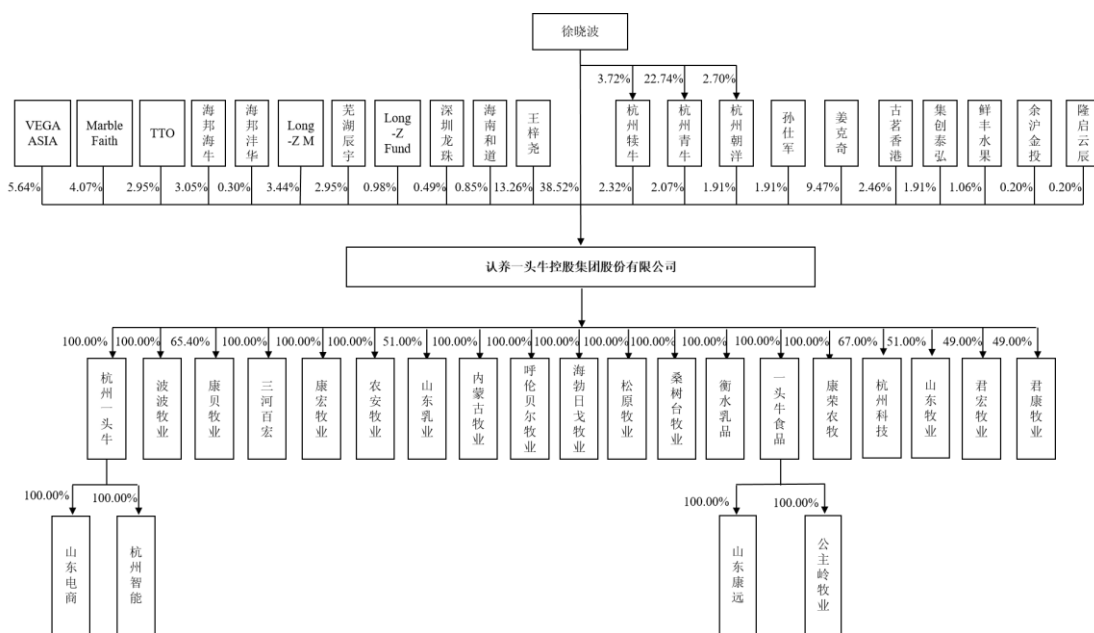 徐晓波
3.72%
22.74%
2.70%
VEGA
ASIA
Marble
Faith
TTO
海邦海牛
海邦沣华
Long
-Z M
芜湖辰宇
Long
-Z
Fund
深圳龙珠
海南和道
王梓尧
杭州犊牛
杭州青牛
杭州朝洋
孙仕军
姜克奇
古茗香港
集创泰弘
鲜丰水果
余沪金投
隆启云辰
5.64%
4.07%
2.95%
3.05%
0.30%
3.44%
2.95%
0.98%
0.49%
0.85%
13.26%
38.52%
2.32%
2.07%
1.91%
1.91%
9.47%
2.46%
1.91%
1.06%
0.20%
0.20%
认养一头牛控股集团股份有限公司
100.00%
100.00%
65.40%
100.00%
100.00%
100.00%
51.00%
100.00%
100.00%
100.00%
100.00%
100.00%
100.00%
100.00%
100.00%
67.00%
51.00%
49.00%
49.00%
杭州一头牛
波波牧业
康贝牧业
三河百宏
康宏牧业
农安牧业
山东乳业
内蒙古牧业
呼伦贝尔牧业
海勃日戈牧业
松原牧业
桑树台牧业
衡水乳品
一头牛食品
康荣农牧
杭州科技
山东牧业
君宏牧业
君康牧业
100.00%
100.00%
100.00%
100.00%
山东电商
杭州智能
山东康远
公主岭牧业